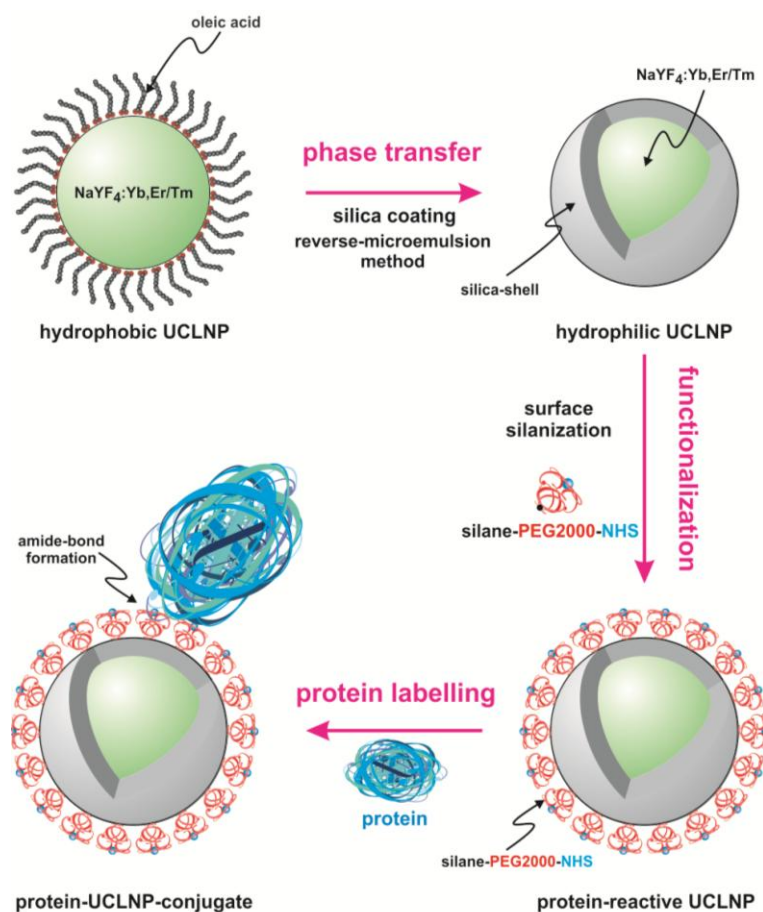 oleic acid
NaYF4:Yb,Er/Tm
hydrophobic UCLNP
phase transfer
silica coating
reverse-microemulsion
method
NaYF4:Yb,Er/Tm
silica-shell
hydrophilic UCLNP
functionalization
surface
silanization
silane-PEG2000-NHS
amide-bond
formation
protein labelling
protein
silane-PEG2000-NHS
protein-UCLNP-conjugate
protein-reactive UCLNP